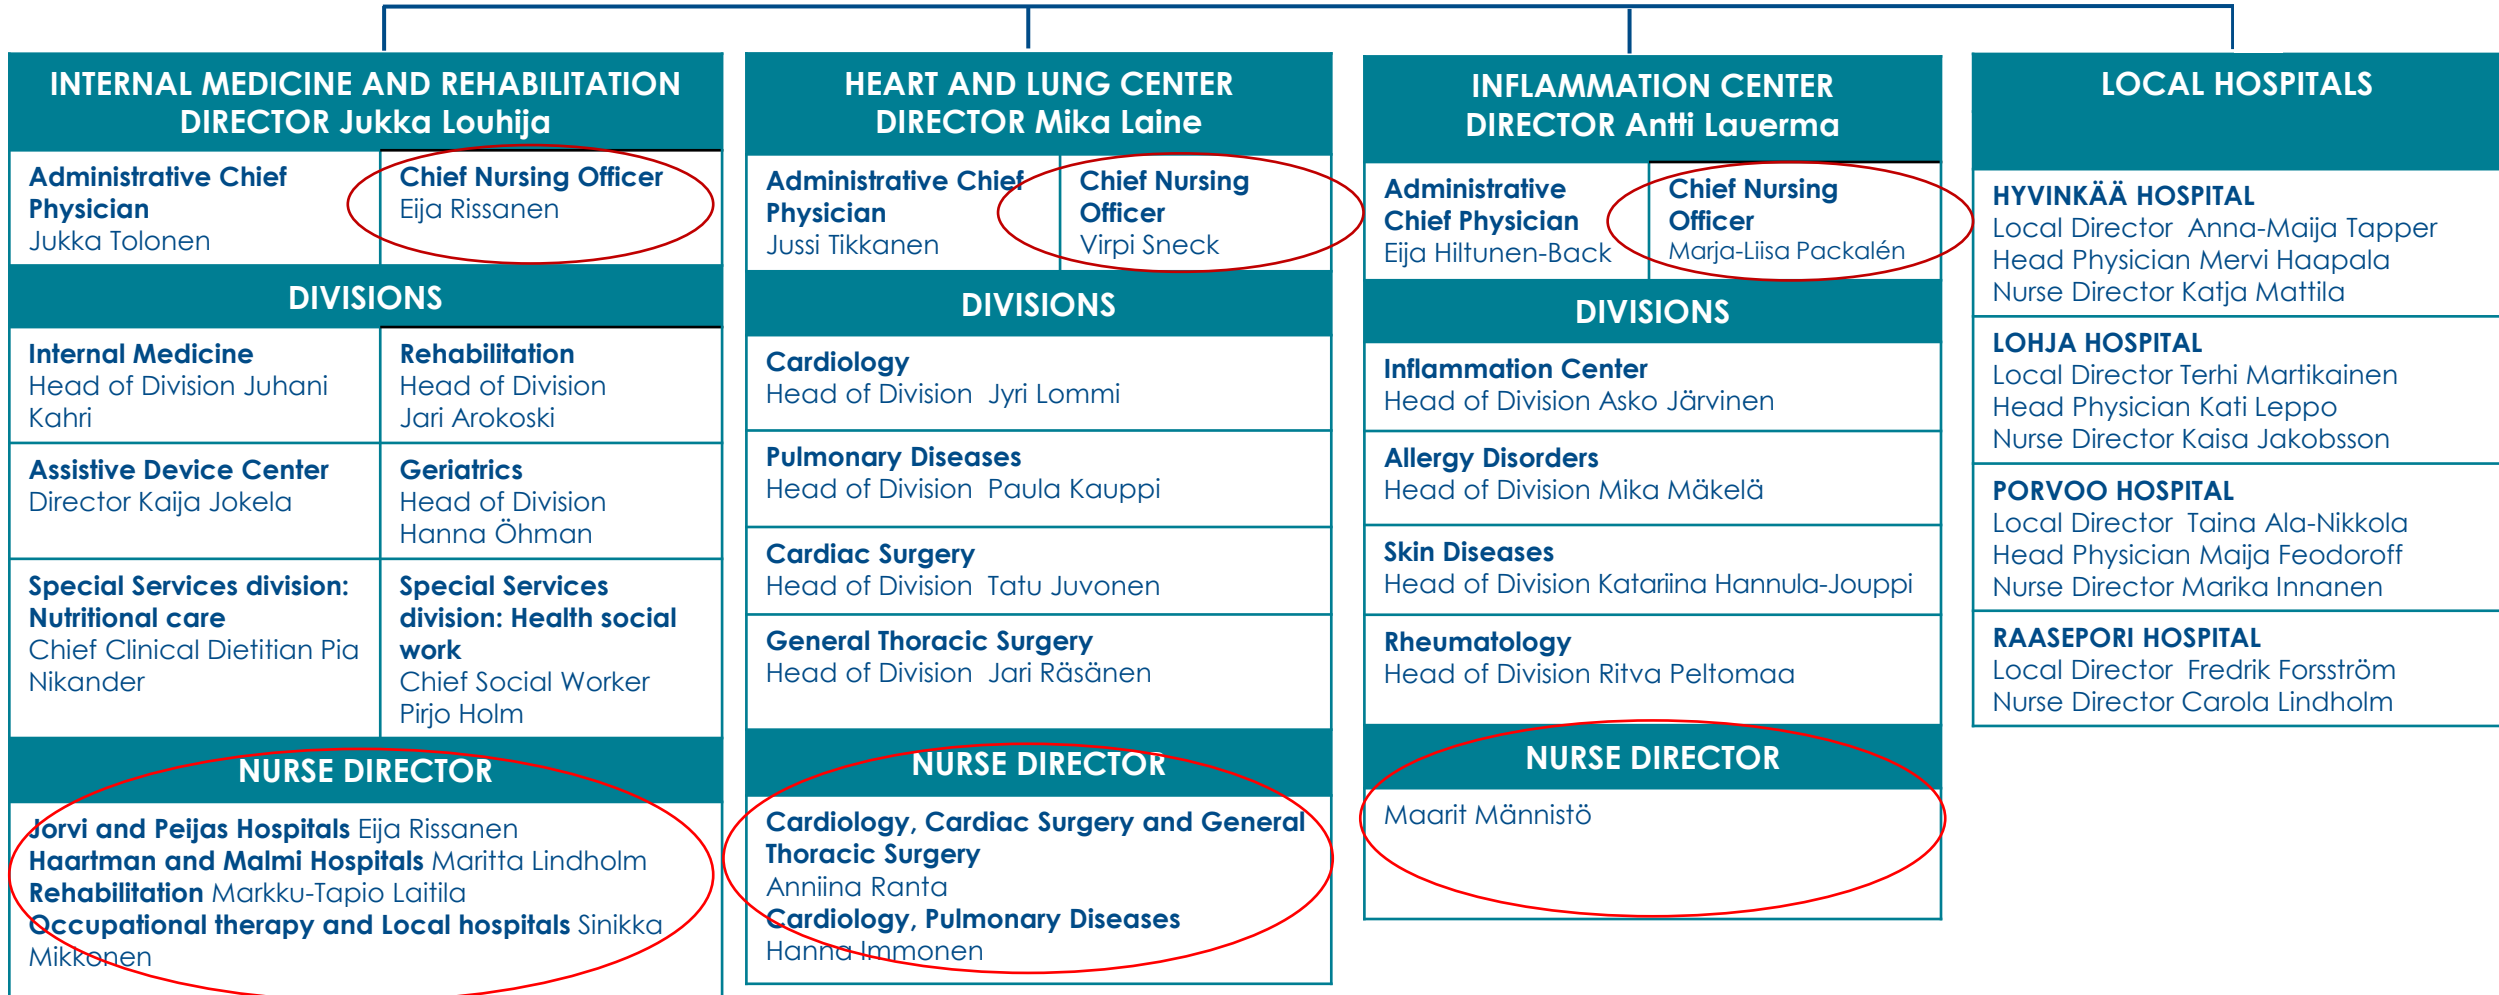 INTERNAL MEDICINE AND REHABILITATION
DIRECTOR Jukka Louhija
Administrative Chief
Physician
Jukka Tolonen
Chief Nursing Officer
Eija Rissanen
DIVISIONS
Internal Medicine
Head of Division Juhani
Kahri
Rehabilitation
Head of Division
Jari Arokoski
Assistive Device Center
Director Kaija Jokela
Geriatrics
Head of Division
Hanna Öhman
Special Services division:
Nutritional care
Chief Clinical Dietitian Pia
Nikander
Special Services
division: Health social
work
Chief Social Worker
Pirjo Holm
NURSE DIRECTOR
Jorvi and Peijas Hospitals Eija Rissanen
Haartman and Malmi Hospitals Maritta Lindholm
Rehabilitation Markku-Tapio Laitila
Occupational therapy and Local hospitals Sinikka
Mikkonen
HEART AND LUNG CENTER
DIRECTOR Mika Laine
Administrative Chief
Physician
Jussi Tikkanen
Chief Nursing
Officer
Virpi Sneck
DIVISIONS
Cardiology
Head of Division Jyri Lommi
Pulmonary Diseases
Head of Division Paula Kauppi
Cardiac Surgery
Head of Division Tatu Juvonen
General Thoracic Surgery
Head of Division Jari Räsänen
NURSE DIRECTOR
Cardiology, Cardiac Surgery and General
Thoracic Surgery
Anniina Ranta
Cardiology, Pulmonary Diseases
Hanna Immonen
INFLAMMATION CENTER
DIRECTOR Antti Lauerma
Administrative
Chief Physician
Eija Hiltunen-Back
Chief Nursing
Officer
Marja-Liisa Packalén
DIVISIONS
Inflammation Center
Head of Division Asko Järvinen
Allergy Disorders
Head of Division Mika Mäkelä
Skin Diseases
Head of Division Katariina Hannula-Jouppi
Rheumatology
Head of Division Ritva Peltomaa
NURSE DIRECTOR
Maarit Männistö
LOCAL HOSPITALS
HYVINKÄÄ HOSPITAL
Local Director Anna-Maija Tapper
Head Physician Mervi Haapala
Nurse Director Katja Mattila
LOHJA HOSPITAL
Local Director Terhi Martikainen
Head Physician Kati Leppo
Nurse Director Kaisa Jakobsson
PORVOO HOSPITAL
Local Director Taina Ala-Nikkola
Head Physician Maija Feodoroff
Nurse Director Marika Innanen
RAASEPORI HOSPITAL
Local Director Fredrik Forsström
Nurse Director Carola Lindholm